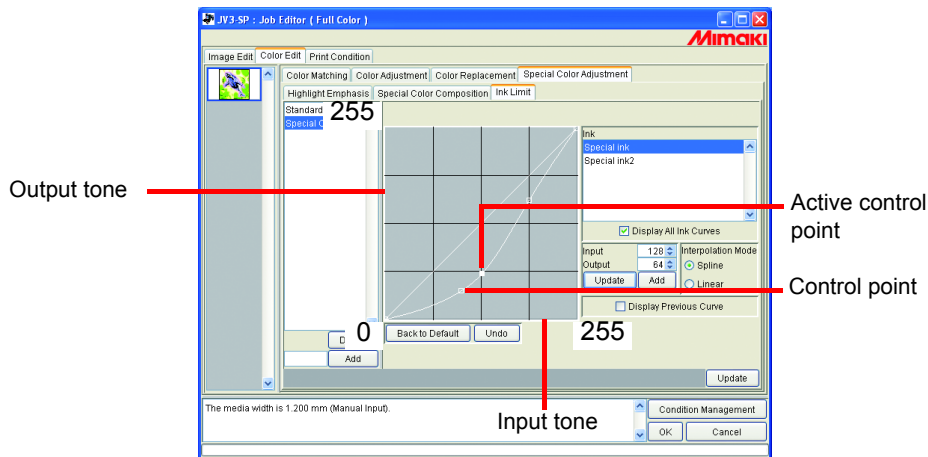 JV3-SP : Job Editor ( Full Color )
Mimaki
Image Edit Color Edit Print Condition
Color Matching Color Adjustment Color Replacement Special Color Adjustment
Highlight Emphasis Special Color Composition Ink Limit
Standard
Special
255
Ink
Special ink
Special ink2
Output tone
Active control
point
Display All Ink Curves
Input 128 Interpolation Mode
Output 64 Spline
Update Add Linear
Control point
Display Previous Curve
0
Back to Default Undo
255
D
Add
Update
The media width is 1.200 mm (Manual Input).
Input tone
Condition Management
OK Cancel